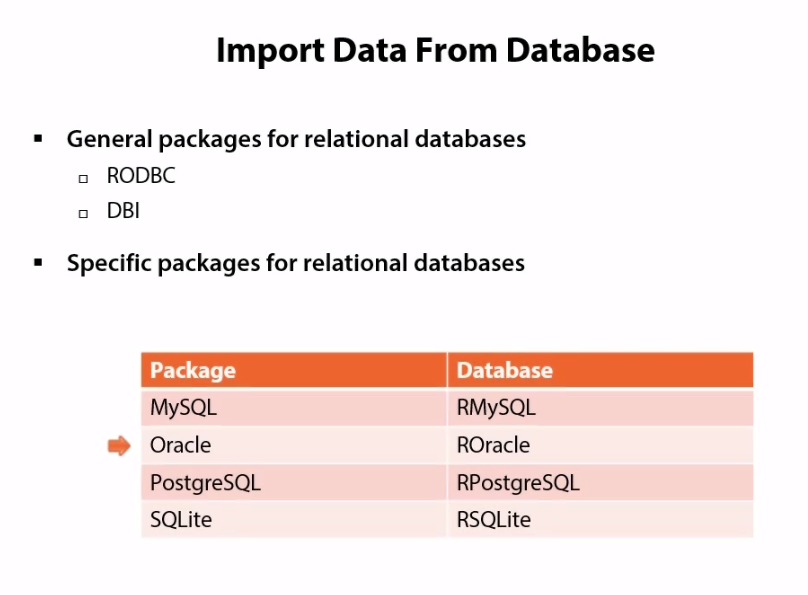 Import Data From Database
▪ General packages for relational databases
▫ RODBC
▫ DBI
▪ Specific packages for relational databases
Package Database
MySQL RMySQL
Oracle ROracle
PostgreSQL RPostgreSQL
SQLite RSQLite